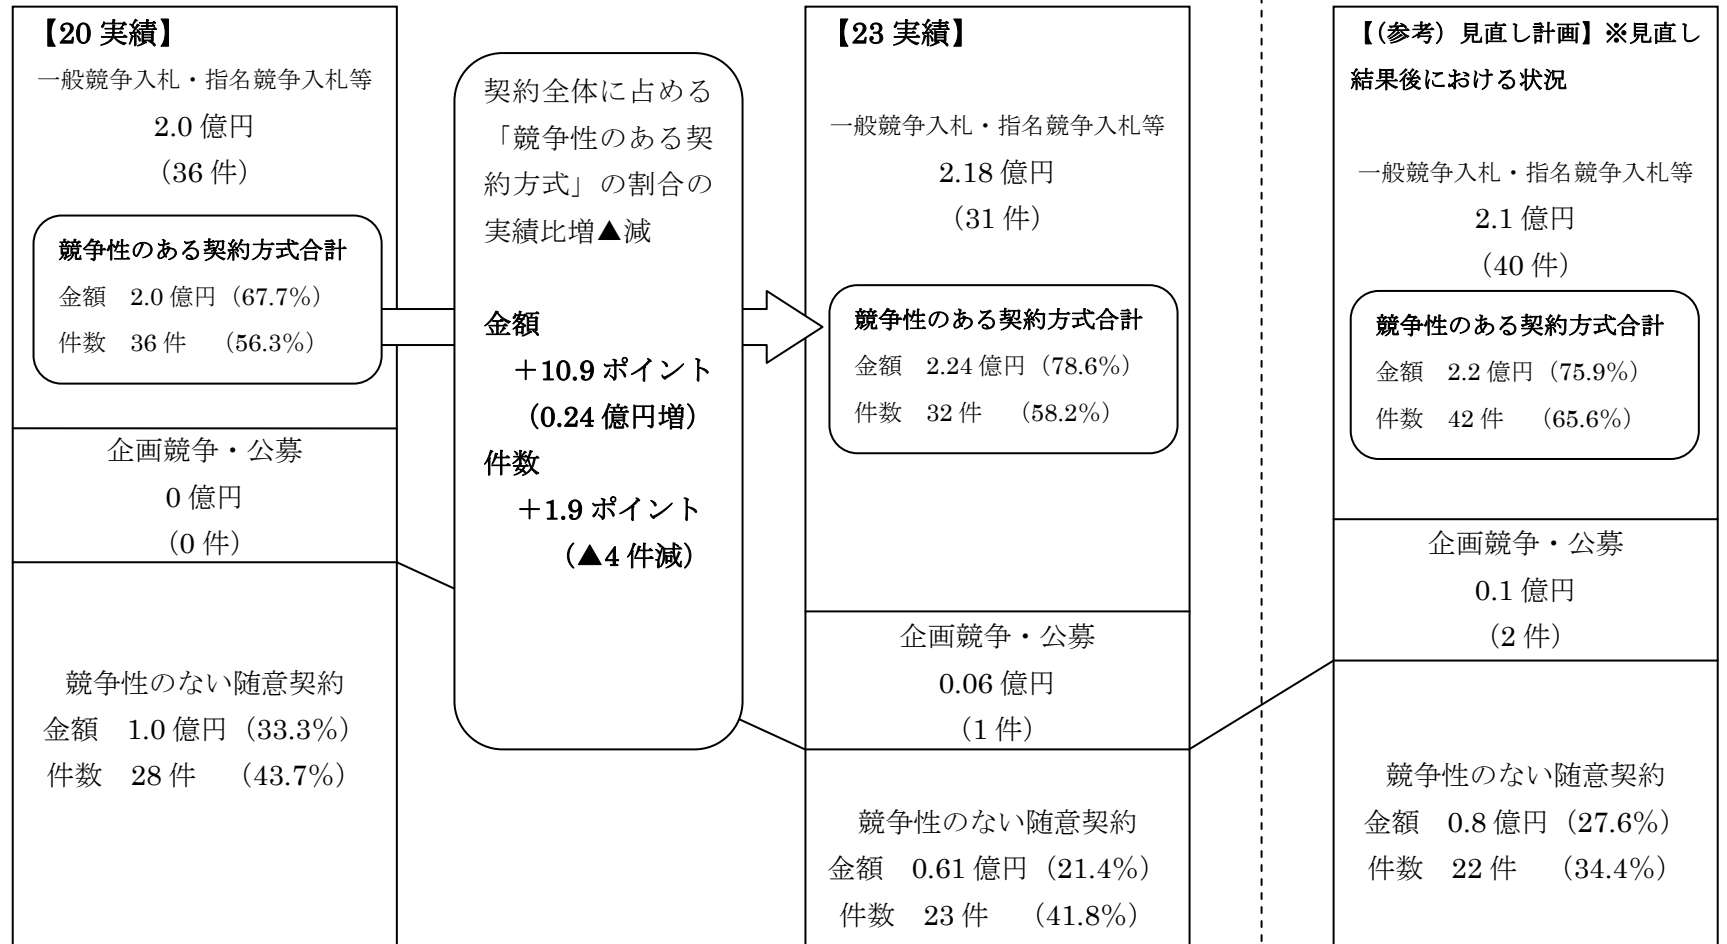 【20 実績】
一般競争入札・指名競争入札等
2.0 億円
（36 件）
競争性のある契約方式合計
金額　2.0 億円（67.7%）
件数　36 件　（56.3%）
企画競争・公募
0 億円
（0 件）
競争性のない随意契約
金額　1.0 億円（33.3%）
件数　28 件　（43.7%）
契約全体に占める
「競争性のある契
約方式」の割合の
実績比増▲減
金額
＋10.9 ポイント
（0.24 億円増）
件数
＋1.9 ポイント
（▲4 件減）
【23 実績】
一般競争入札・指名競争入札等
2.18 億円
（31 件）
競争性のある契約方式合計
金額　2.24 億円（78.6%）
件数　32 件　（58.2%）
企画競争・公募
0.06 億円
（1 件）
競争性のない随意契約
金額　0.61 億円（21.4%）
件数　23 件　（41.8%）
【（参考）見直し計画】※見直し
結果後における状況
一般競争入札・指名競争入札等
2.1 億円
（40 件）
競争性のある契約方式合計
金額　2.2 億円（75.9%）
件数　42 件　（65.6%）
企画競争・公募
0.1 億円
（2 件）
競争性のない随意契約
金額　0.8 億円（27.6%）
件数　22 件　（34.4%）